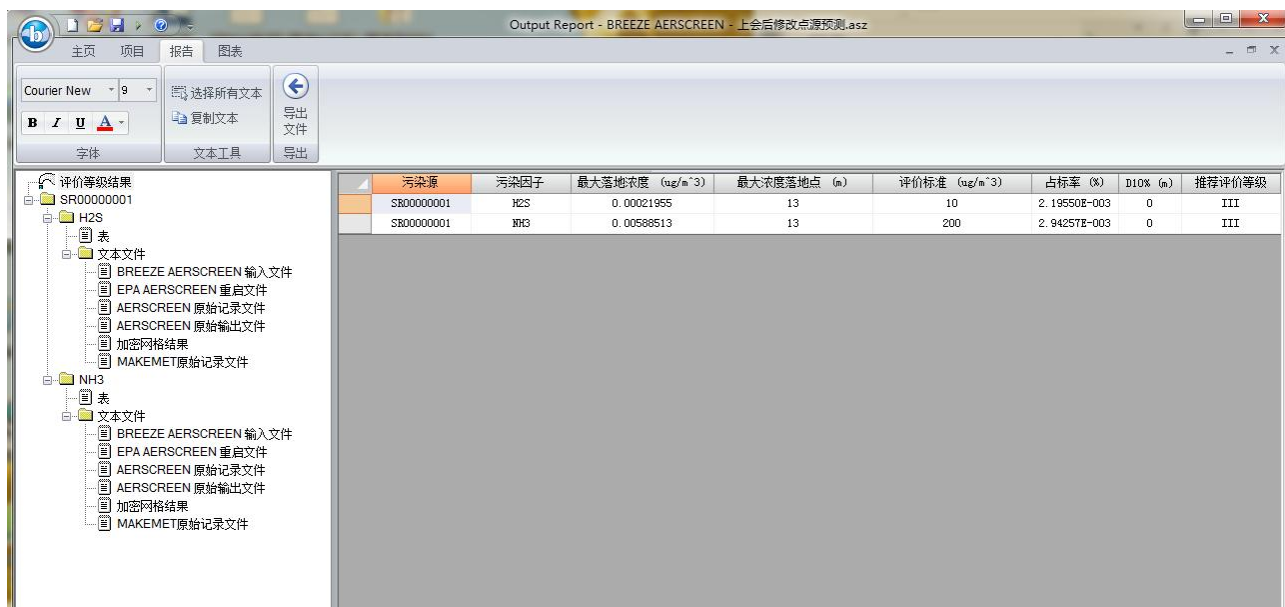 Output Report - BREEZE AERSCREEN - 上会后修改点源预测.asz
主页 项目 报告 图表
Courier New 9
B I U A
字体
选择所有文本
复制文本
文本工具
导出
文件
导出
评价等级结果
SR00000001
H2S
表
文本文件
BREEZE AERSCREEN 输入文件
EPA AERSCREEN 重启文件
AERSCREEN 原始记录文件
AERSCREEN 原始输出文件
加密网格结果
MAKEMET原始记录文件
NH3
表
文本文件
BREEZE AERSCREEN 输入文件
EPA AERSCREEN 重启文件
AERSCREEN 原始记录文件
AERSCREEN 原始输出文件
加密网格结果
MAKEMET原始记录文件
污染源 污染因子 最大落地浓度 (ug/m^3) 最大浓度落地点 (m) 评价标准 (ug/m^3) 占标率 (%) D10% (m) 推荐评价等级
SR00000001 H2S 0.00021955 13 10 2.19550E-003 0 III
SR00000001 NH3 0.00588513 13 200 2.94257E-003 0 III